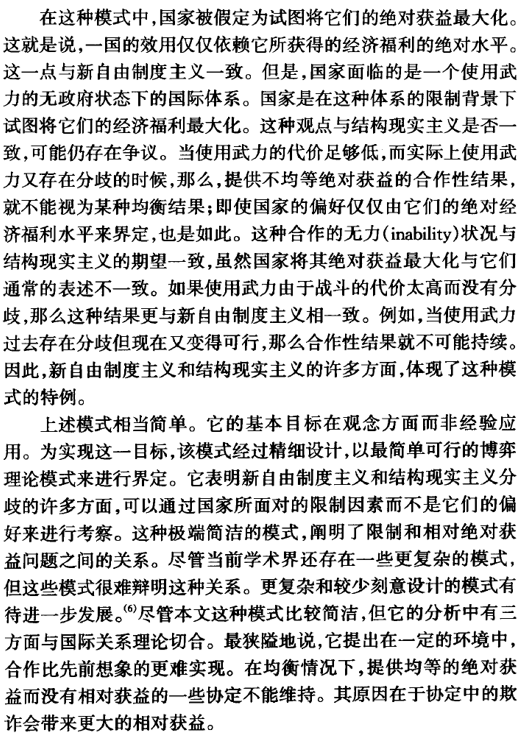 在这种模式中,国家被假定为试图将它们的绝对获益最大化。
这就是说,一国的效用仅仅依赖它所获得的经济福利的绝对水平。
这一点与新自由制度主义一致。但是,国家面临的是一个使用武
力的无政府状态下的国际体系。国家是在这种体系的限制背景下
试图将它们的经济福利最大化。这种观点与结构现实主义是否一
致,可能仍存在争议。当使用武力的代价足够低,而实际上使用武
力又存在分歧的时候,那么,提供不均等绝对获益的合作性结果,
就不能视为某种均衡结果;即使国家的偏好仅仅由它们的绝对经
济福利水平来界定,也是如此。这种合作的无力(inability)状况与
结构现实主义的期望一致,虽然国家将其绝对获益最大化与它们
通常的表述不一致。如果使用武力由于战斗的代价太高而没有分
歧,那么这种结果更与新自由制度主义相一致。例如,当使用武力
过去存在分歧但现在又变得可行,那么合作性结果就不可能持续。
因此,新自由制度主义和结构现实主义的许多方面,体现了这种模
式的特例。
上述模式相当简单。它的基本目标在观念方面而非经验应
用。为实现这一目标,该模式经过精细设计,以最简单可行的博弈
理论模式来进行界定。它表明新自由制度主义和结构现实主义分
歧的许多方面,可以通过国家所面对的限制因素而不是它们的偏
好来进行考察。这种极端简洁的模式,阐明了限制和相对绝对获
益问题之间的关系。尽管当前学术界还存在一些更复杂的模式,
但这些模式很难辩明这种关系。更复杂和较少刻意设计的模式有
待进一步发展。(6)尽管本文这种模式比较简洁,但它的分析中有三
方面与国际关系理论切合。最狭隘地说,它提出在一定的环境中,
合作比先前想象的更难实现。在均衡情况下,提供均等的绝对获
益而没有相对获益的一些协定不能维持。其原因在于协定中的欺
诈会带来更大的相对获益。